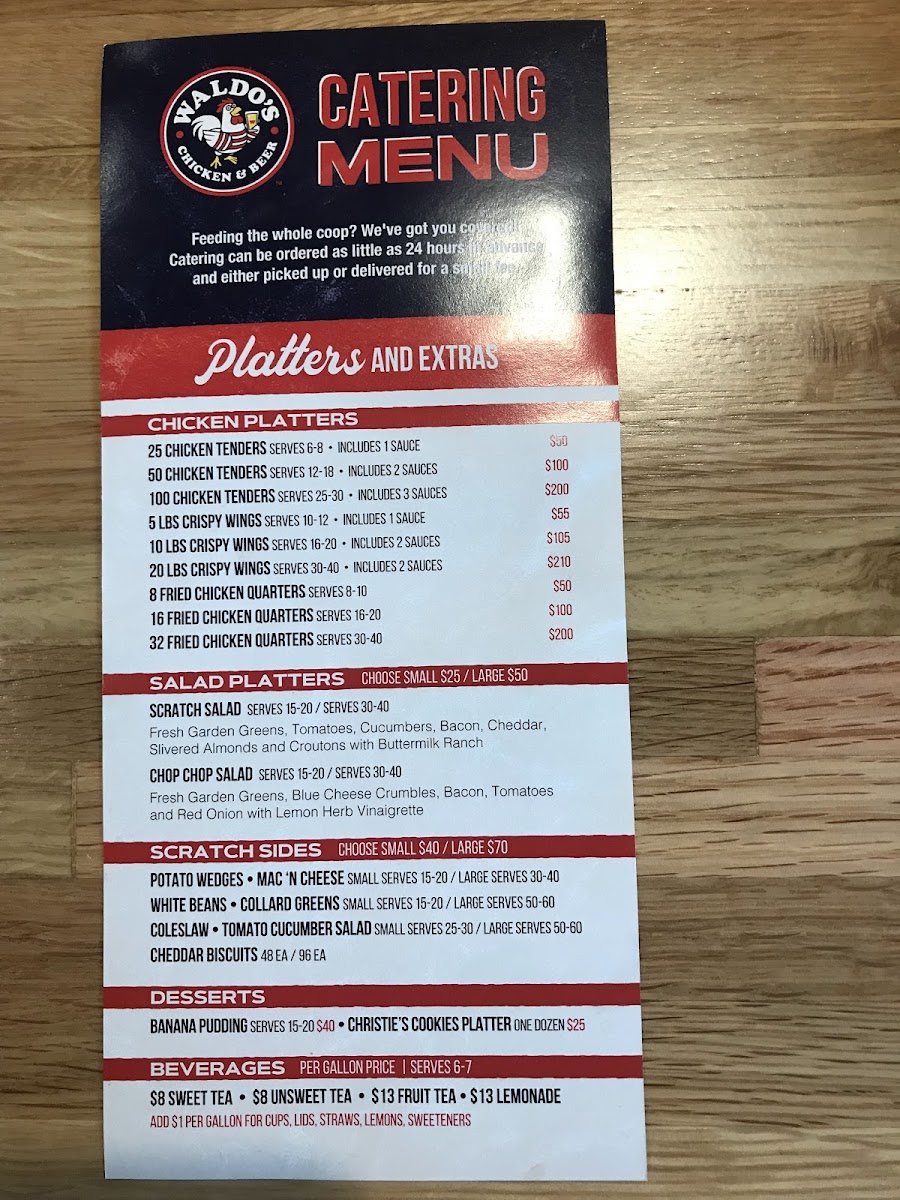 WALDO'S
CHICKEN & BEER
CATERING
MENU
Feeding the whole coop? We've got you covered!
Catering can be ordered as little as 24 hours in advance
and either picked up or delivered for a small fee.
Platters AND EXTRAS
CHICKEN PLATTERS
25 CHICKEN TENDERS SERVES 6-8 • INCLUDES 1 SAUCE $50
50 CHICKEN TENDERS SERVES 12-18 • INCLUDES 2 SAUCES $100
100 CHICKEN TENDERS SERVES 25-30 • INCLUDES 3 SAUCES $200
5 LBS CRISPY WINGS SERVES 10-12 • INCLUDES 1 SAUCE $55
10 LBS CRISPY WINGS SERVES 16-20 • INCLUDES 2 SAUCES $105
20 LBS CRISPY WINGS SERVES 30-40 • INCLUDES 2 SAUCES $210
8 FRIED CHICKEN QUARTERS SERVES 8-10 $50
16 FRIED CHICKEN QUARTERS SERVES 16-20 $100
32 FRIED CHICKEN QUARTERS SERVES 30-40 $200
SALAD PLATTERS CHOOSE SMALL $25 / LARGE $50
SCRATCH SALAD SERVES 15-20 / SERVES 30-40
Fresh Garden Greens, Tomatoes, Cucumbers, Bacon, Cheddar,
Slivered Almonds and Croutons with Buttermilk Ranch
CHOP CHOP SALAD SERVES 15-20 / SERVES 30-40
Fresh Garden Greens, Blue Cheese Crumbles, Bacon, Tomatoes
and Red Onion with Lemon Herb Vinaigrette
SCRATCH SIDES CHOOSE SMALL $40 / LARGE $70
POTATO WEDGES • MAC 'N CHEESE SMALL SERVES 15-20 / LARGE SERVES 30-40
WHITE BEANS • COLLARD GREENS SMALL SERVES 15-20 / LARGE SERVES 50-60
COLESLAW • TOMATO CUCUMBER SALAD SMALL SERVES 25-30 / LARGE SERVES 50-60
CHEDDAR BISCUITS 48 EA / 96 EA
DESSERTS
BANANA PUDDING SERVES 15-20 $40 • CHRISTIE'S COOKIES PLATTER ONE DOZEN $25
BEVERAGES PER GALLON PRICE | SERVES 6-7
$8 SWEET TEA • $8 UNSWEET TEA • $13 FRUIT TEA • $13 LEMONADE
ADD $1 PER GALLON FOR CUPS, LIDS, STRAWS, LEMONS, SWEETENERS